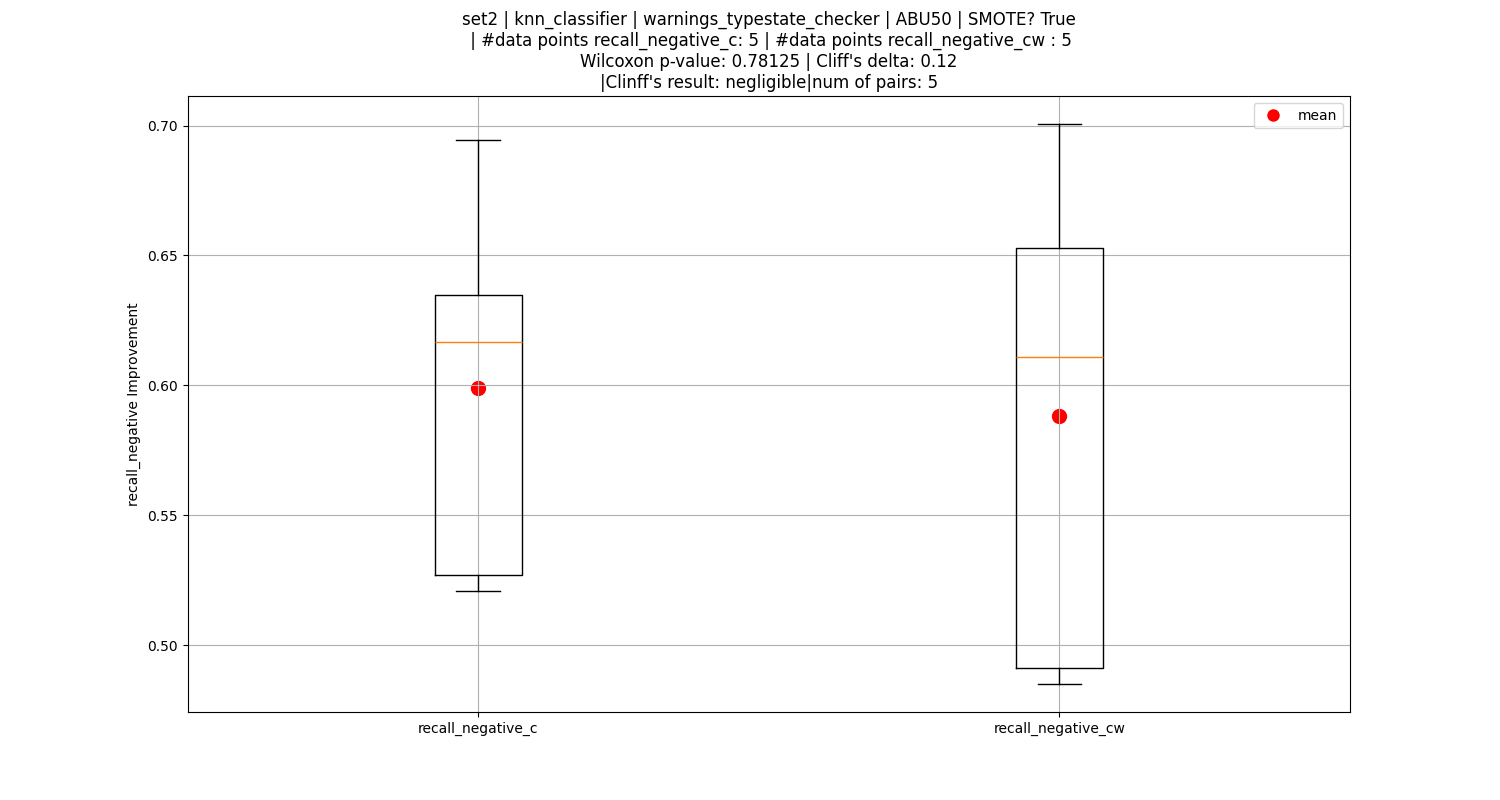 set2 | knn_classifier | warnings_typestate_checker | ABU50 | SMOTE? True
| #data points recall_negative_c: 5 | #data points recall_negative_cw : 5
Wilcoxon p-value: 0.78125 | Cliff's delta: 0.12
|Clinff's result: negligible|num of pairs: 5
mean
0.70
0.65
0.60
0.55
0.50
recall_negative Improvement
recall_negative_c
recall_negative_cw